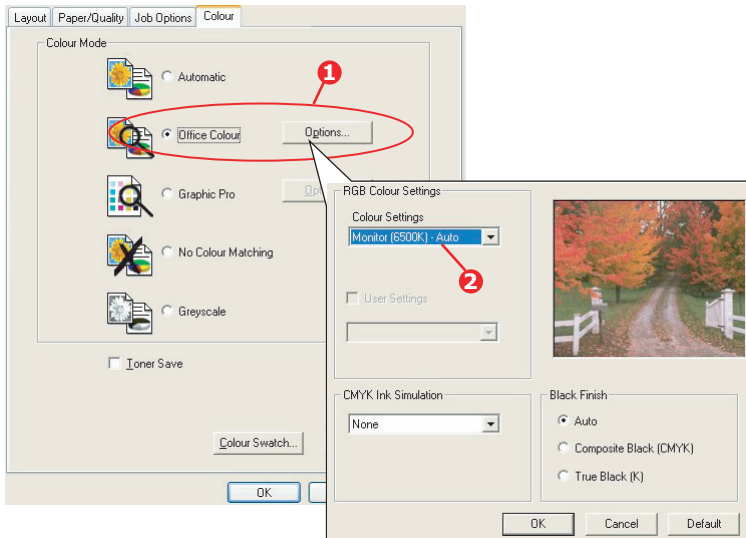 Layout Paper/Quality Job Options Colour
Colour Mode
1
Automatic
Office Colour Options...
Graphic Pro Op
No Colour Matching
Greyscale
Toner Save
Colour Swatch...
OK
RGB Colour Settings
Colour Settings
Monitor (6500K) - Auto
2
User Settings
CMYK Ink Simulation
None
Black Finish
Auto
Composite Black (CMYK)
True Black (K)
OK Cancel Default